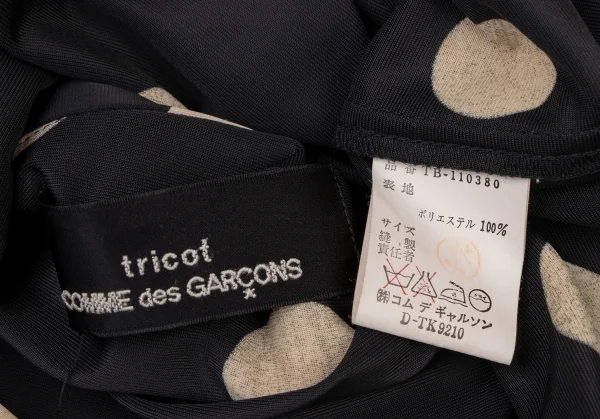 tricot
COMME des GARÇONS
品番 TB-110380
表地
ポリエステル 100%
サイズ
縫製
責任者
㈱コム デ ギャルソン
D-TK9210